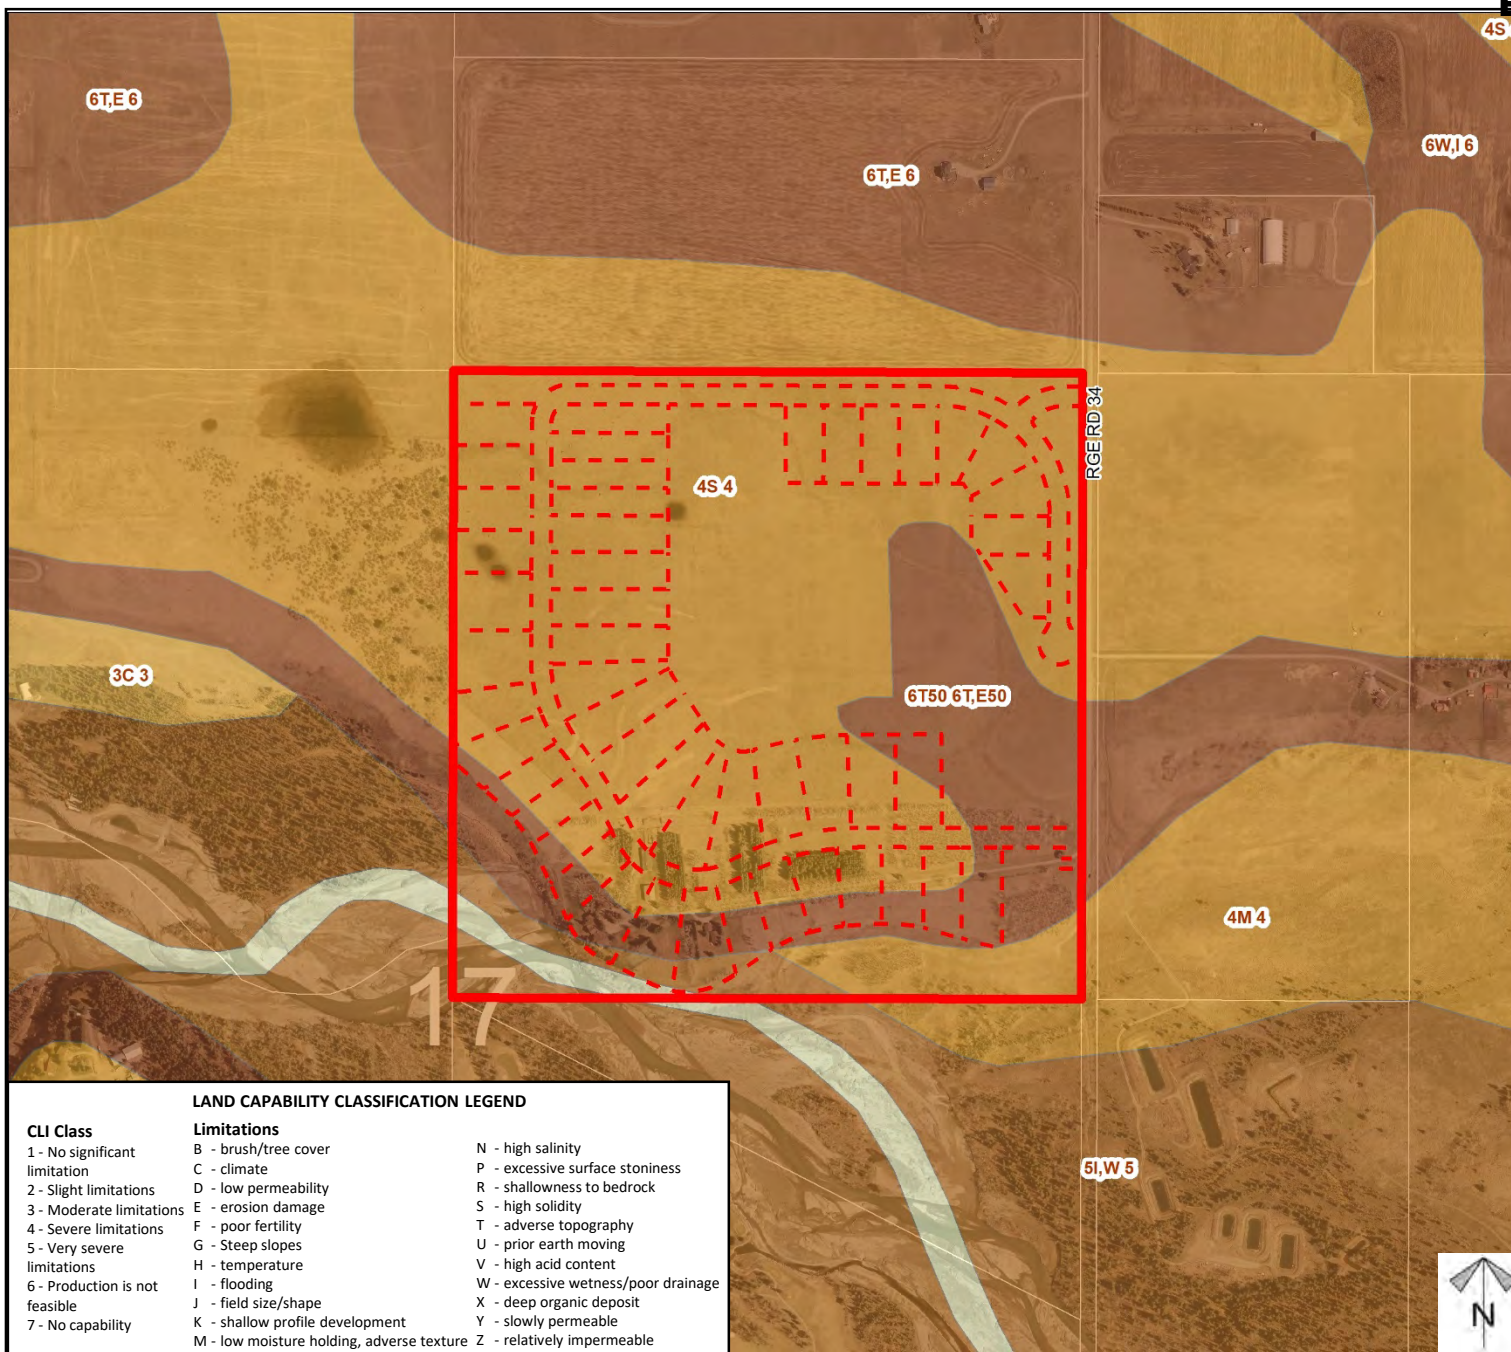 4S
6T,E 6
6W,I 6
6T,E 6
RGE RD 34
4S 4
3C 3
6T50 6T,E50
4M 4
17
5I,W 5
LAND CAPABILITY CLASSIFICATION LEGEND
CLI Class
1 - No significant
limitation
2 - Slight limitations
3 - Moderate limitations
4 - Severe limitations
5 - Very severe
limitations
6 - Production is not
feasible
7 - No capability
Limitations
B - brush/tree cover
C - climate
D - low permeability
E - erosion damage
F - poor fertility
G - Steep slopes
H - temperature
I - flooding
J - field size/shape
K - shallow profile development
M - low moisture holding, adverse texture
N - high salinity
P - excessive surface stoniness
R - shallowness to bedrock
S - high solidity
T - adverse topography
U - prior earth moving
V - high acid content
W - excessive wetness/poor drainage
X - deep organic deposit
Y - slowly permeable
Z - relatively impermeable
N